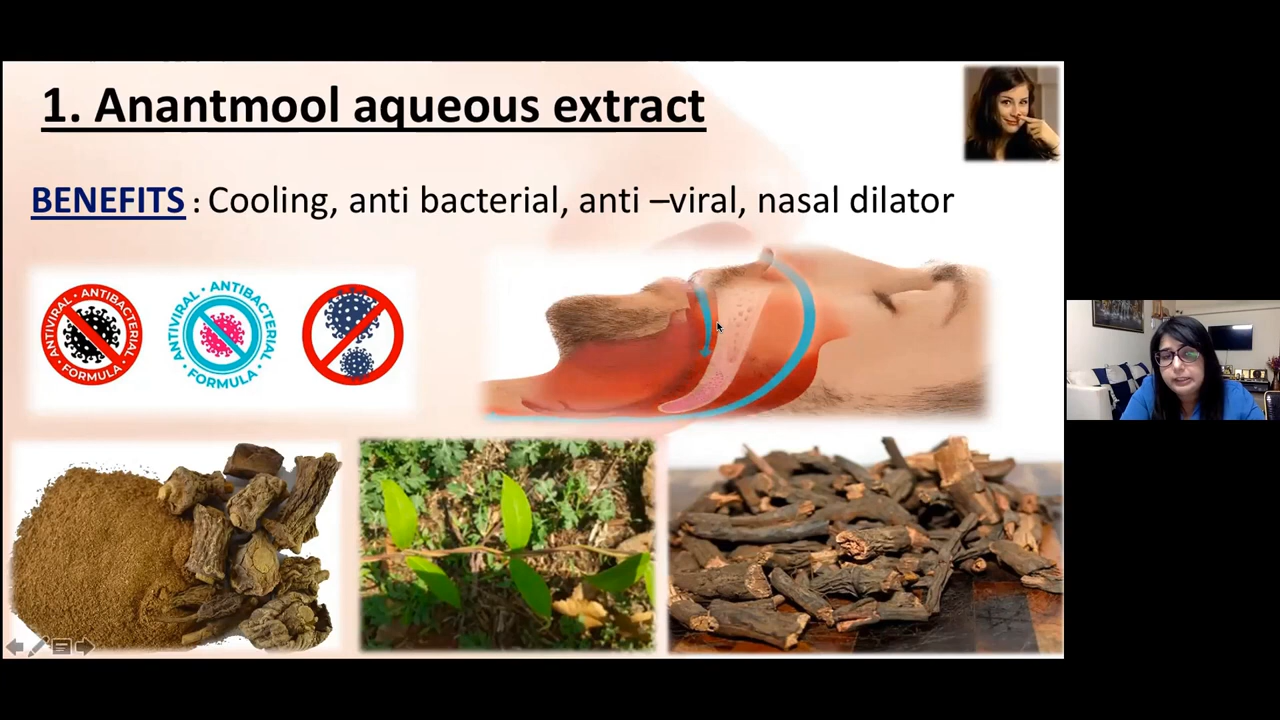 1. Anantmool aqueous extract
BENEFITS : Cooling, anti bacterial, anti –viral, nasal dilator
ANTIVIRAL • ANTIBACTERIAL
• FORMULA •
ANTIVIRAL • ANTIBACTERIAL
• FORMULA •